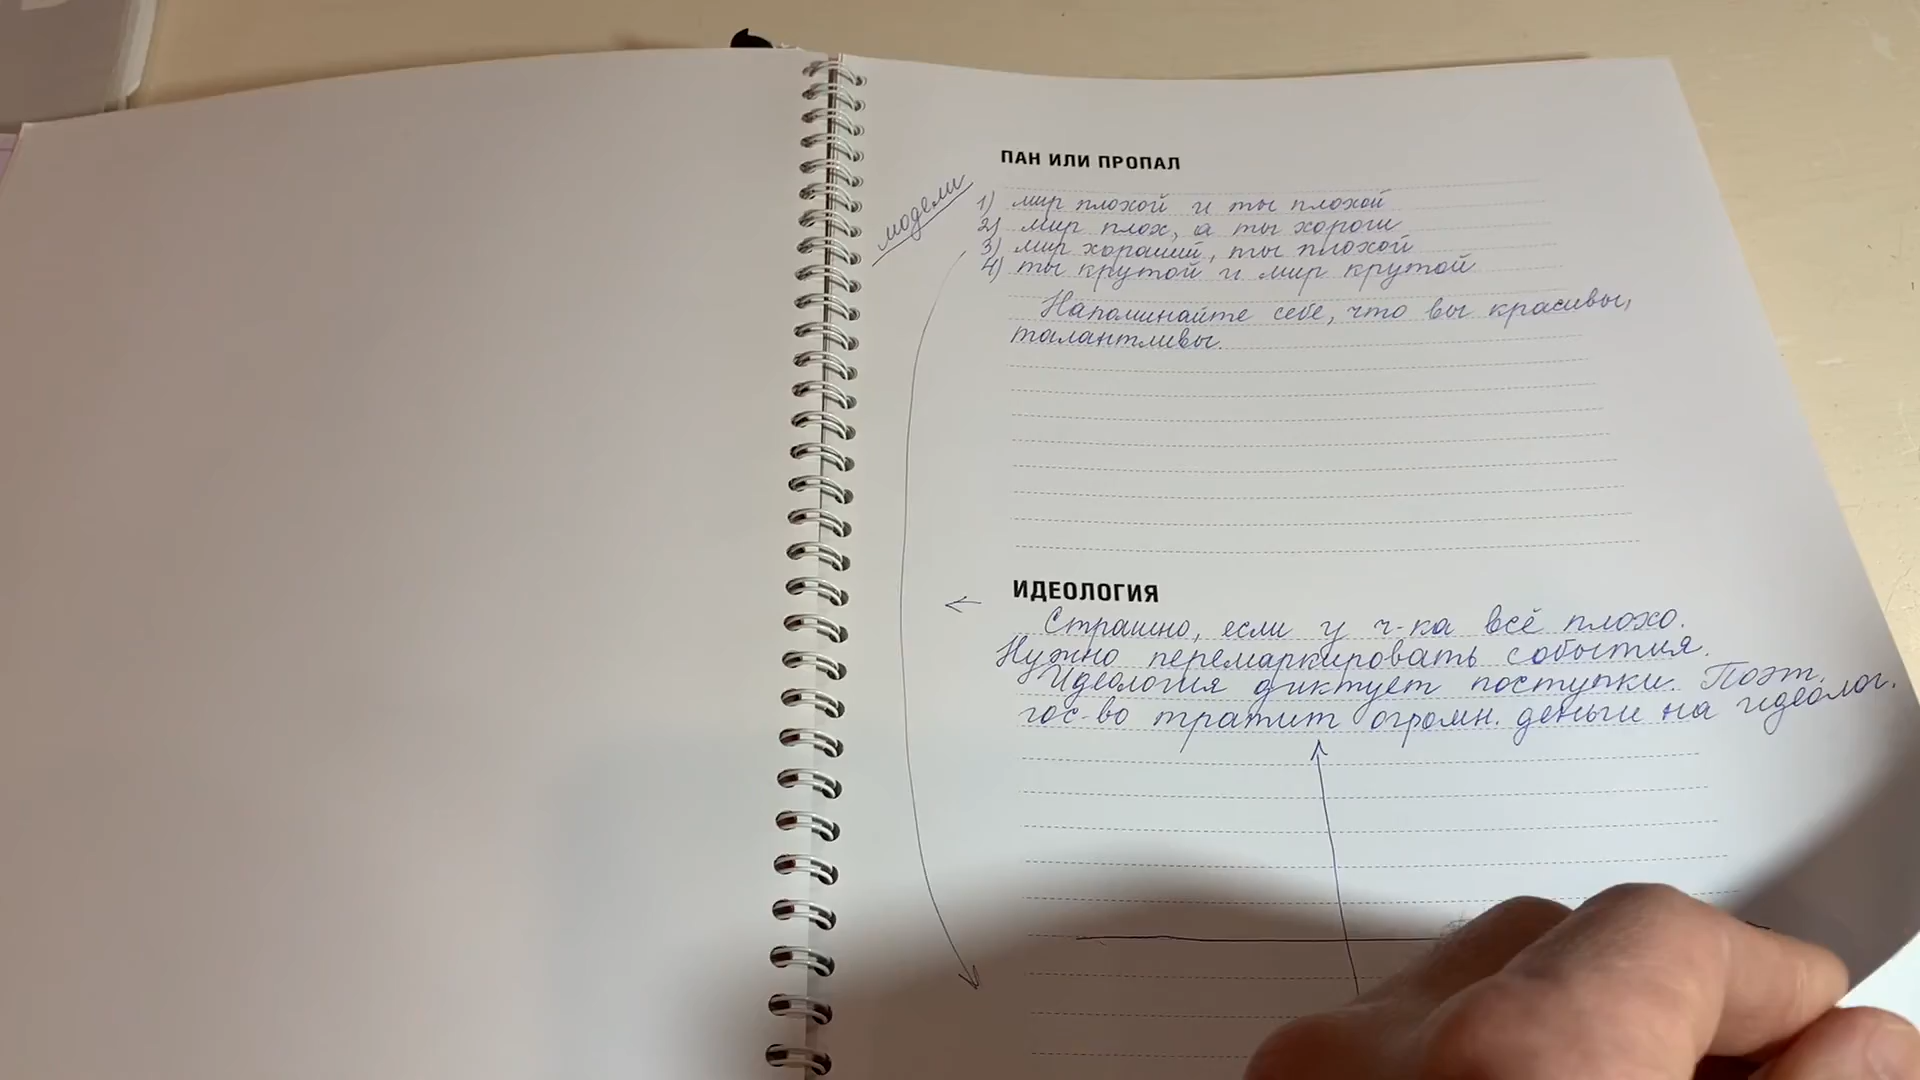 ПАН ИЛИ ПРОПАЛ
модели
1) мир плохой и ты плохой
2) мир плох, а ты хорош
3) мир хороший, ты плохой
4) ты крутой и мир крутой
Напоминайте себе, что вы красивы,
талантливы.
ИДЕОЛОГИЯ
Страшно, если у ч-ка всё плохо.
Нужно перемаркировать события.
Идеология диктует поступки. Поэт.
гос-во тратит огромн. деньги на идеолог.